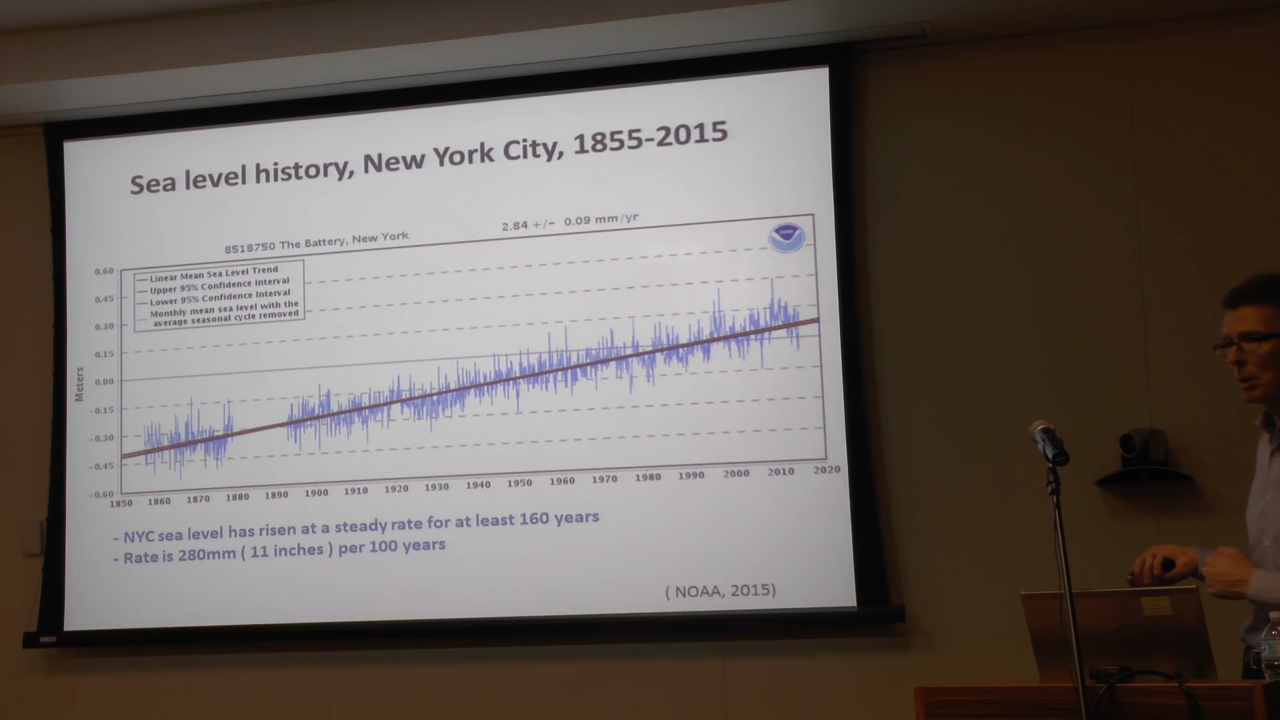 Sea level history, New York City, 1855-2015
8518750 The Battery, New York
2.84 +/- 0.09 mm/yr
Linear Mean Sea Level Trend
Upper 95% Confidence Interval
Lower 95% Confidence Interval
Monthly mean sea level with the
average seasonal cycle removed
Meters
0.60
0.45
0.30
0.15
0.00
-0.15
-0.30
-0.45
-0.60
1850 1860 1870 1880 1890 1900 1910 1920 1930 1940 1950 1960 1970 1980 1990 2000 2010 2020
- NYC sea level has risen at a steady rate for at least 160 years
- Rate is 280mm ( 11 inches ) per 100 years
( NOAA, 2015)